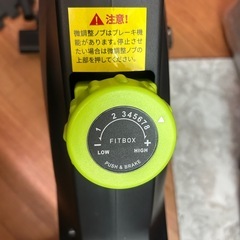 注意!
微調整ノブはブレーキ機
能があります。停止させ
たい場合は微調整ノブの
上部を押してください。
1 2 3 4 5 6 7 8
- +
FITBOX
LOW HIGH
PUSH & BRAKE